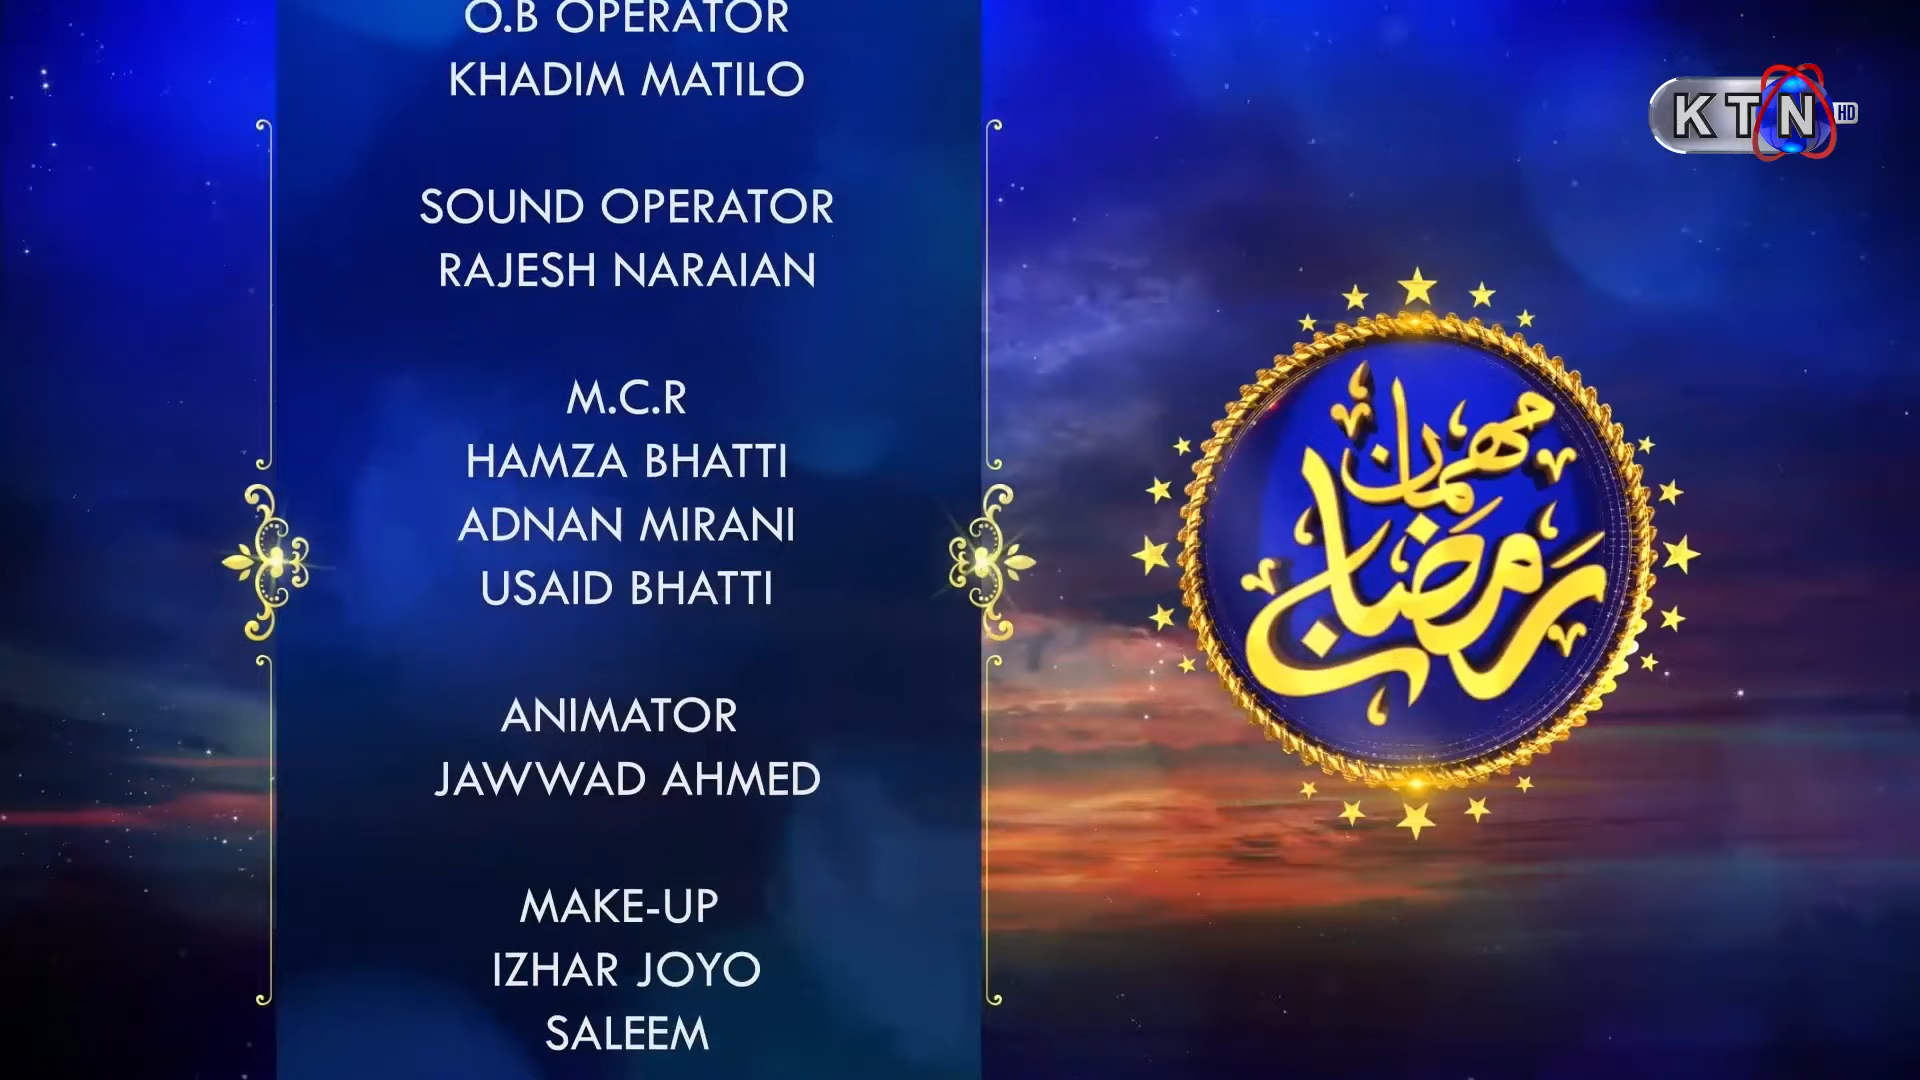 O.B OPERATOR
KHADIM MATILO
SOUND OPERATOR
RAJESH NARAIAN
M.C.R
HAMZA BHATTI
ADNAN MIRANI
USAID BHATTI
ANIMATOR
JAWWAD AHMED
MAKE-UP
IZHAR JOYO
SALEEM
KTN HD
مهمان
رمضان